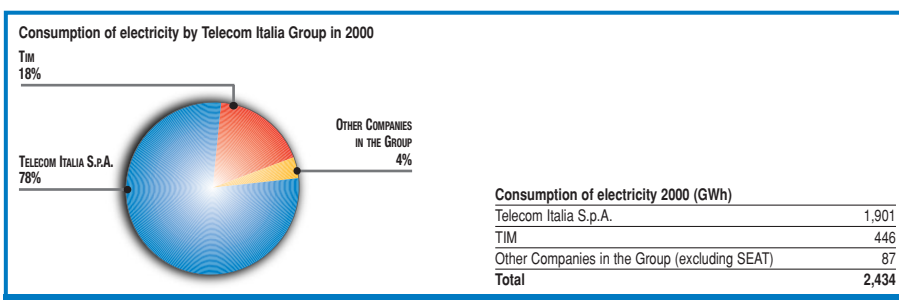 Consumption of electricity by Telecom Italia Group in 2000
TIM
18%
OTHER COMPANIES
IN THE GROUP
4%
TELECOM ITALIA S.P.A.
78%
Consumption of electricity 2000 (GWh)
Telecom Italia S.p.A. 1,901
TIM 446
Other Companies in the Group (excluding SEAT) 87
Total 2,434